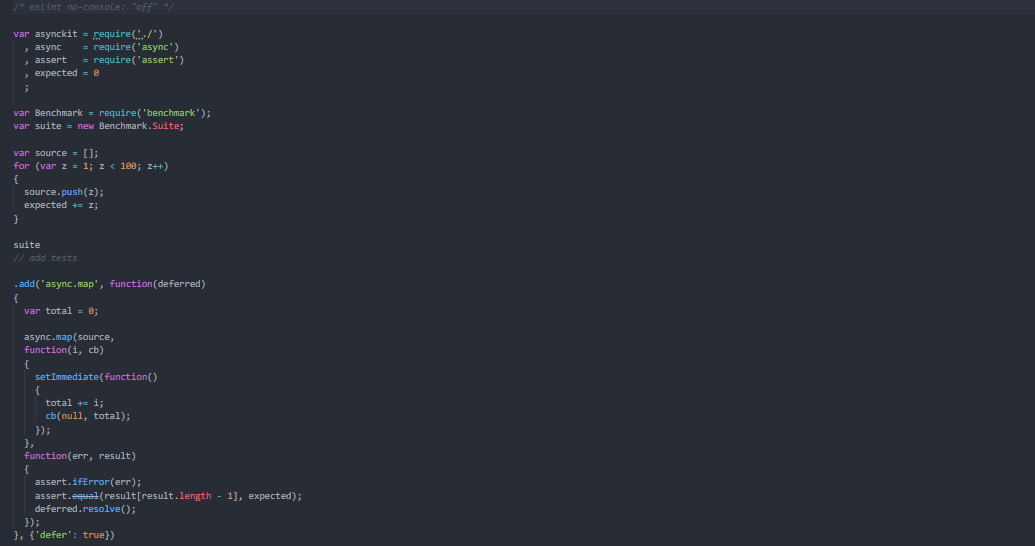 /* eslint no-console: "off" */
var asynckit = require('./')
  , async    = require('async')
  , assert   = require('assert')
  , expected = 0
  ;
var Benchmark = require('benchmark');
var suite = new Benchmark.Suite;
var source = [];
for (var z = 1; z < 100; z++)
{
  source.push(z);
  expected += z;
}
suite
// add tests
.add('async.map', function(deferred)
{
  var total = 0;
  async.map(source,
  function(i, cb)
  {
    setImmediate(function()
    {
      total += i;
      cb(null, total);
    });
  },
  function(err, result)
  {
    assert.ifError(err);
    assert.equal(result[result.length - 1], expected);
    deferred.resolve();
  });
}, {'defer': true})